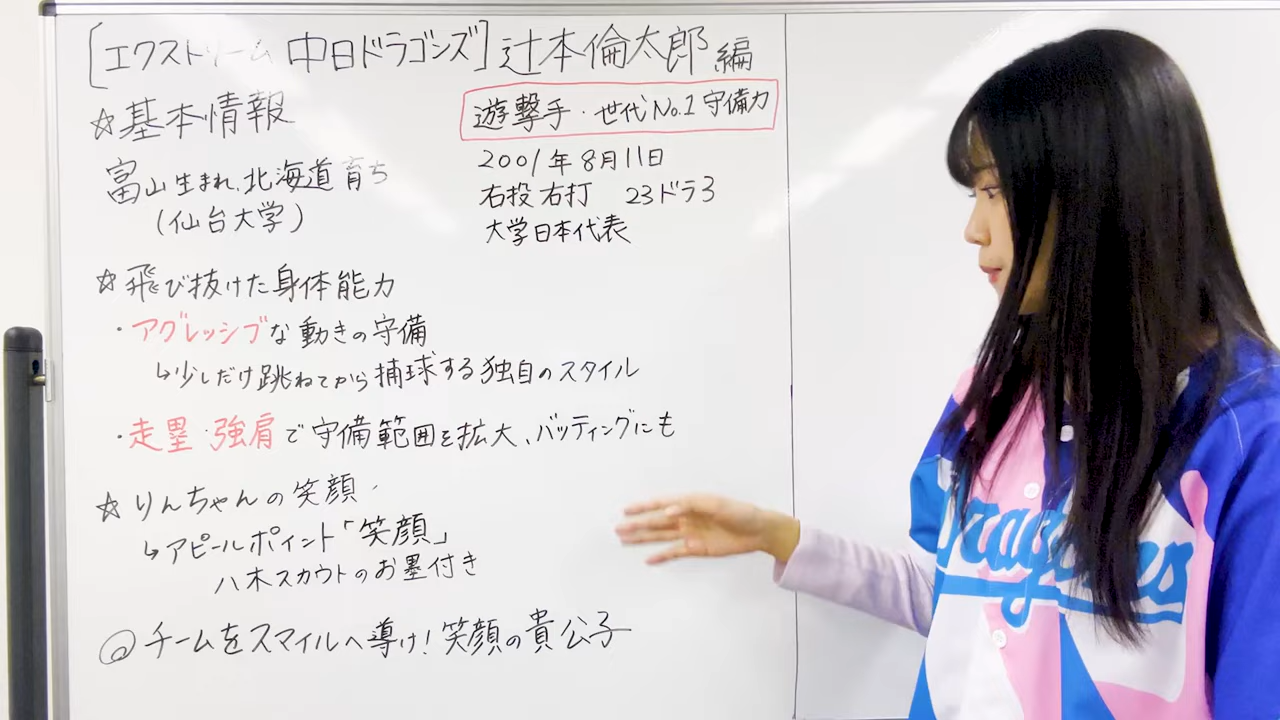 [エクストリーム 中日ドラゴンズ] 辻本倫太郎 編
☆基本情報
遊撃手・世代No.1守備力
富山生まれ、北海道育ち
(仙台大学)
2001年8月11日
右投右打 23ドラ3
大学日本代表
☆飛び抜けた身体能力
・アグレッシブな動きの守備
↳少しだけ跳ねてから捕球する独自のスタイル
・走塁・強肩で守備範囲を拡大、バッティングにも
☆りんちゃんの笑顔・
↳アピールポイント「笑顔」
八木スカウトのお墨付き
◎チームをスマイルへ導け!笑顔の貴公子
Dragons